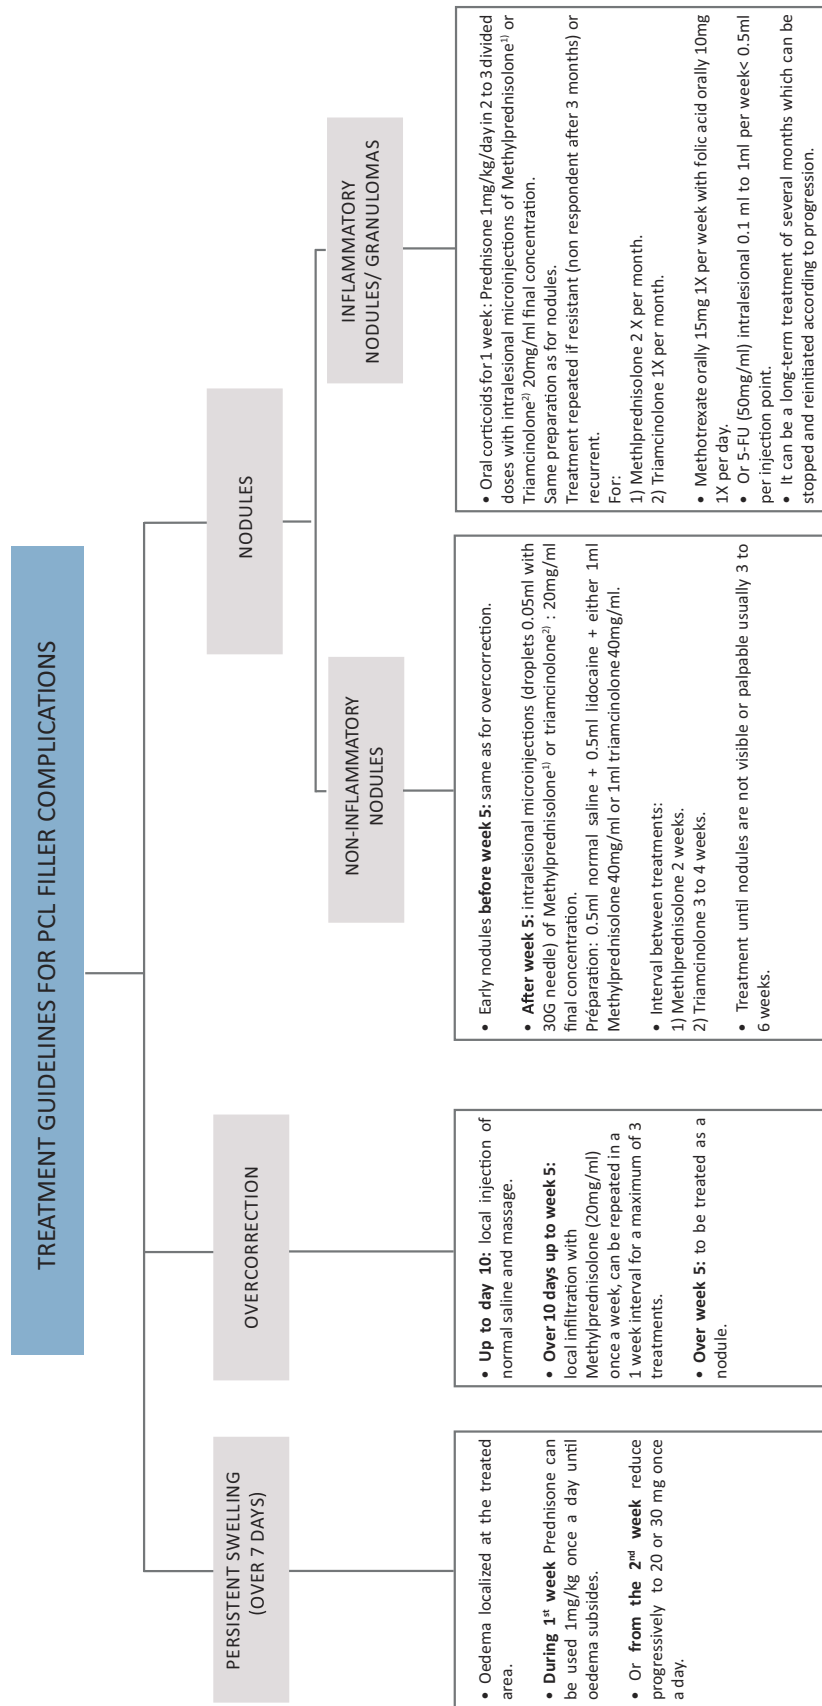 TREATMENT GUIDELINES FOR PCL FILLER COMPLICATIONS
PERSISTENT SWELLING
(OVER 7 DAYS)
• Oedema localized at the treated
area.
• During 1st week Prednisone can
be used 1mg/kg once a day until
oedema subsides.
• Or from the 2nd week reduce
progressively to 20 or 30 mg once
a day.
OVERCORRECTION
• Up to day 10: local injection of
normal saline and massage.
• Over 10 days up to week 5:
local infiltration with
Methylprednisolone (20mg/ml)
once a week, can be repeated in a
1 week interval for a maximum of 3
treatments.
• Over week 5: to be treated as a
nodule.
NODULES
NON-INFLAMMATORY
NODULES
• Early nodules before week 5: same as for overcorrection.
• After week 5: intralesional microinjections (droplets 0.05ml with
30G needle) of Methylprednisolone1) or triamcinolone2) : 20mg/ml
final concentration.
Préparation: 0.5ml normal saline + 0.5ml lidocaine + either 1ml
Methylprednisolone 40mg/ml or 1ml triamcinolone 40mg/ml.
• Interval between treatments:
1) Methlprednisolone 2 weeks.
2) Triamcinolone 3 to 4 weeks.
• Treatment until nodules are not visible or palpable usually 3 to
6 weeks.
INFLAMMATORY
NODULES/ GRANULOMAS
• Oral corticoids for 1 week: Prednisone 1mg/kg/day in 2 to 3 divided
doses with intralesional microinjections of Methylprednisolone1) or
Triamcinolone2) 20mg/ml final concentration.
Same preparation as for nodules.
Treatment repeated if resistant (non respondent after 3 months) or
recurrent.
For:
1) Methlprednisolone 2 X per month.
2) Triamcinolone 1X per month.
• Methotrexate orally 15mg 1X per week with folic acid orally 10mg
1X per day.
• Or 5-FU (50mg/ml) intralesional 0.1 ml to 1ml per week< 0.5ml
per injection point.
• It can be a long-term treatment of several months which can be
stopped and reinitiated according to progression.